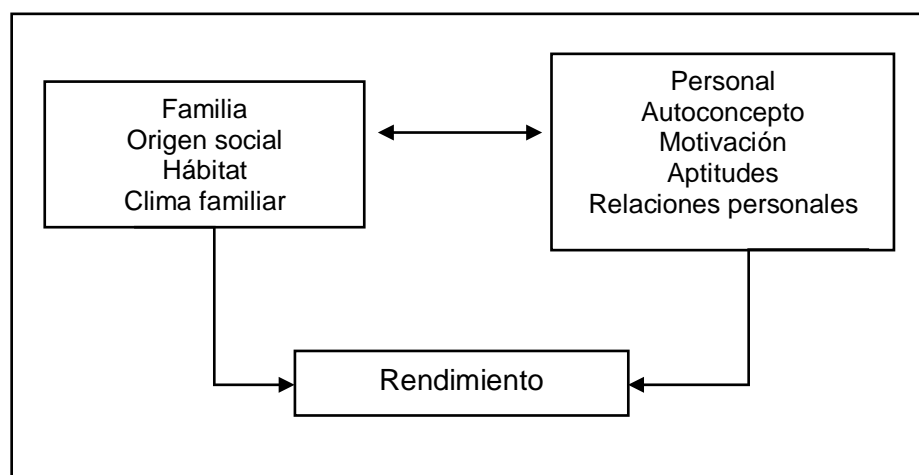 Familia
Origen social
Hábitat
Clima familiar
Personal
Autoconcepto
Motivación
Aptitudes
Relaciones personales
Rendimiento